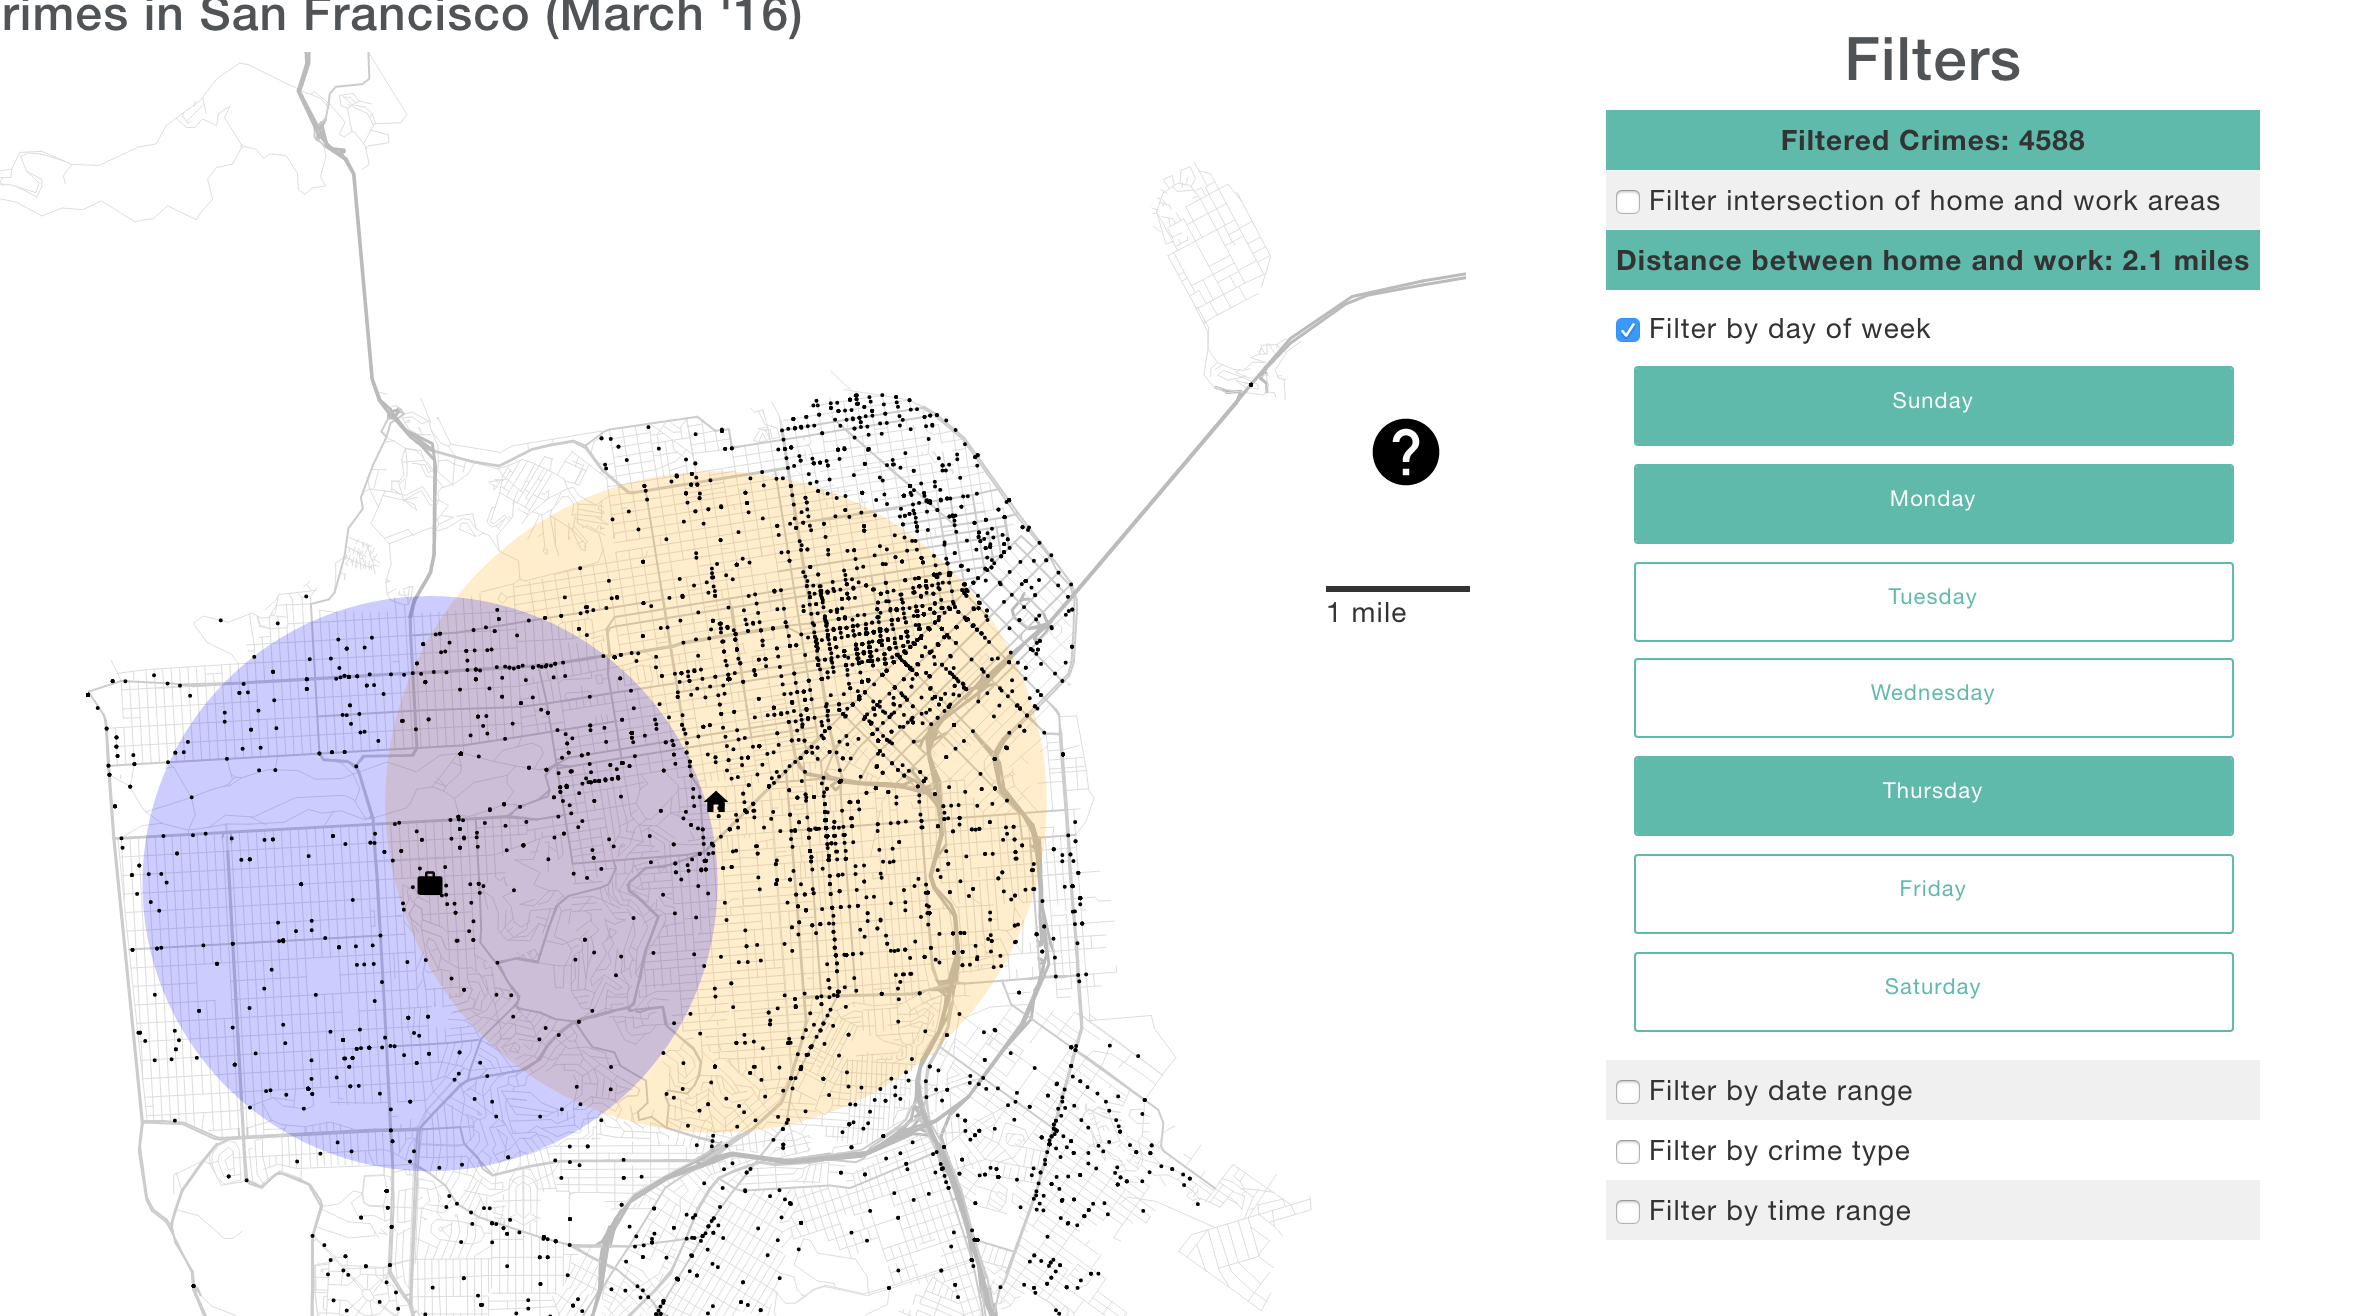 rimes in San Francisco (March '16)
Filters
Filtered Crimes: 4588
Filter intersection of home and work areas
Distance between home and work: 2.1 miles
Filter by day of week
Sunday
Monday
?
1 mile
Tuesday
Wednesday
Thursday
Friday
Saturday
Filter by date range
Filter by crime type
Filter by time range